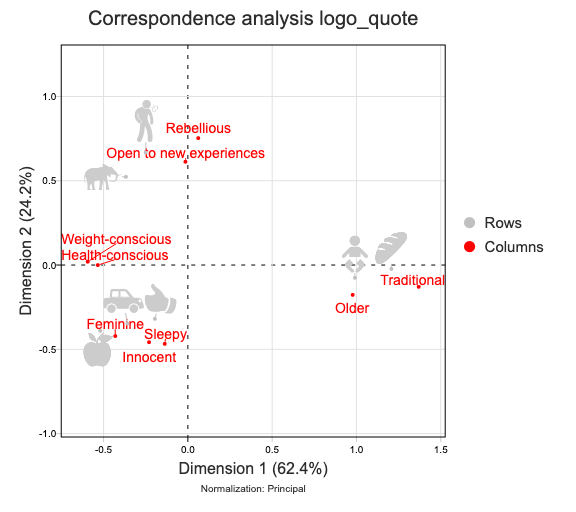 Correspondence analysis logo_quote
Dimension 2 (24.2%)
1.0
0.5
0.0
-0.5
-1.0
Rebellious
Open to new experiences
Weight-conscious
Health-conscious
Traditional
Older
Feminine
Sleepy
Innocent
Rows
Columns
-0.5
0.0
0.5
1.0
1.5
Dimension 1 (62.4%)
Normalization: Principal